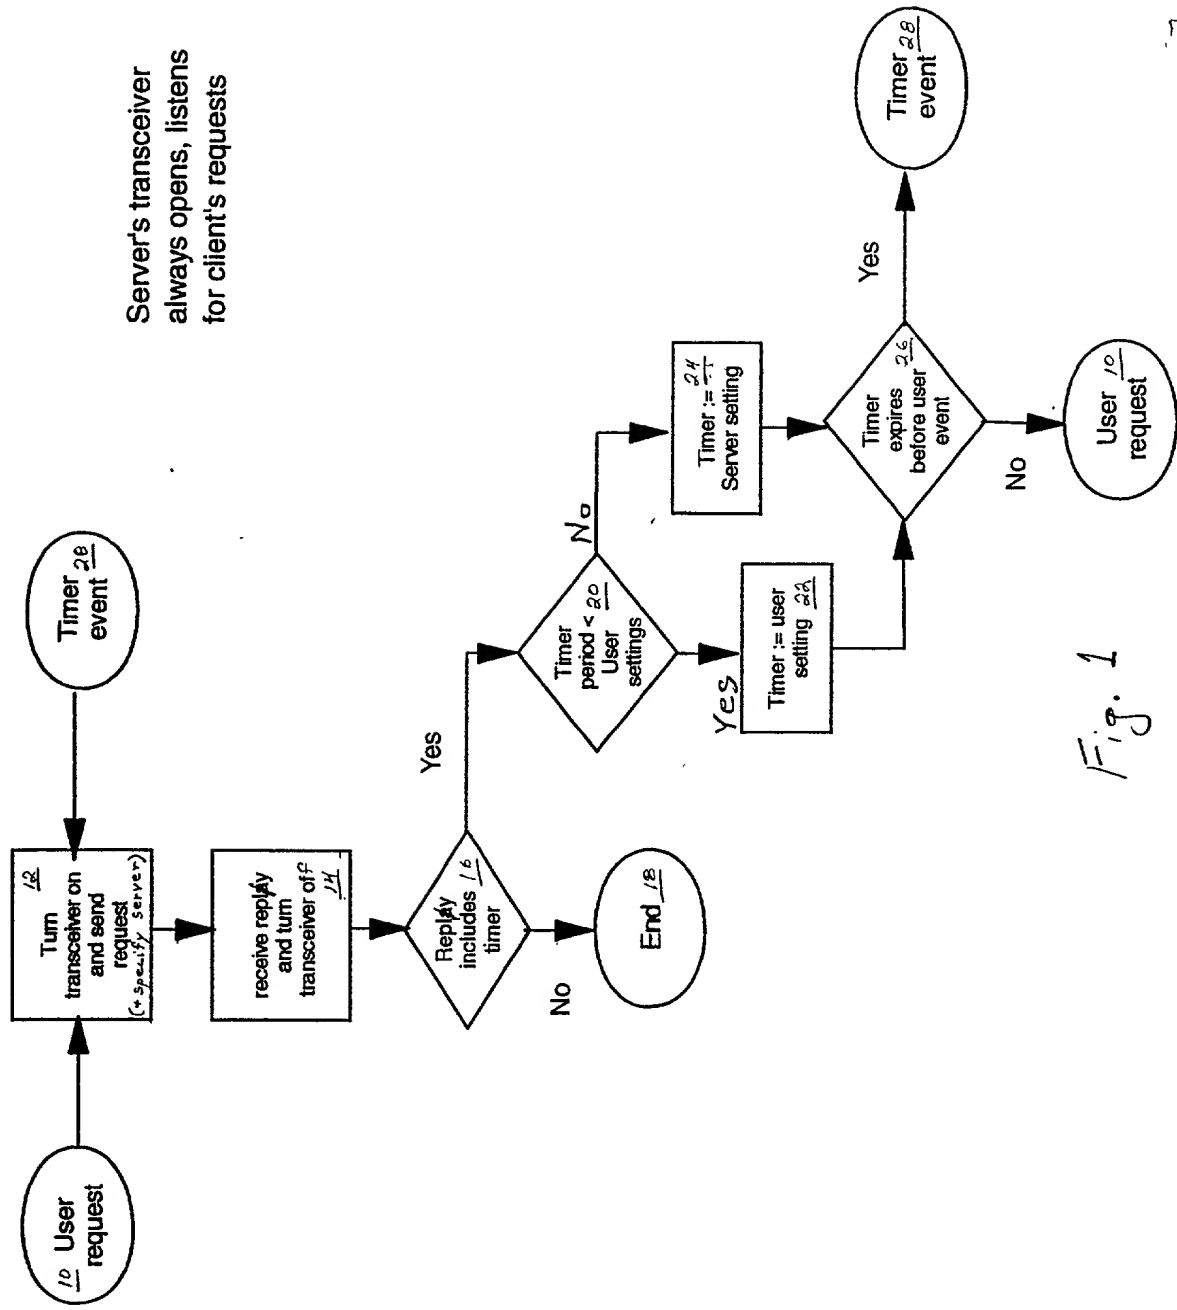 Server's transceiver
always opens, listens
for client's requests
10 User
request
12
Turn
transceiver on
and send
request
(+ specify server)
Timer 28
event
receive replay
and turn
transceiver off
14
Replay
includes 16
timer
Yes
No
End 18
Timer
period < 20
User
settings
No
Yes
Timer := user
setting 22
Timer := 24
Server setting
Timer
expires 26
before user
event
Yes
Timer 28
event
No
User 10
request
Fig. 1